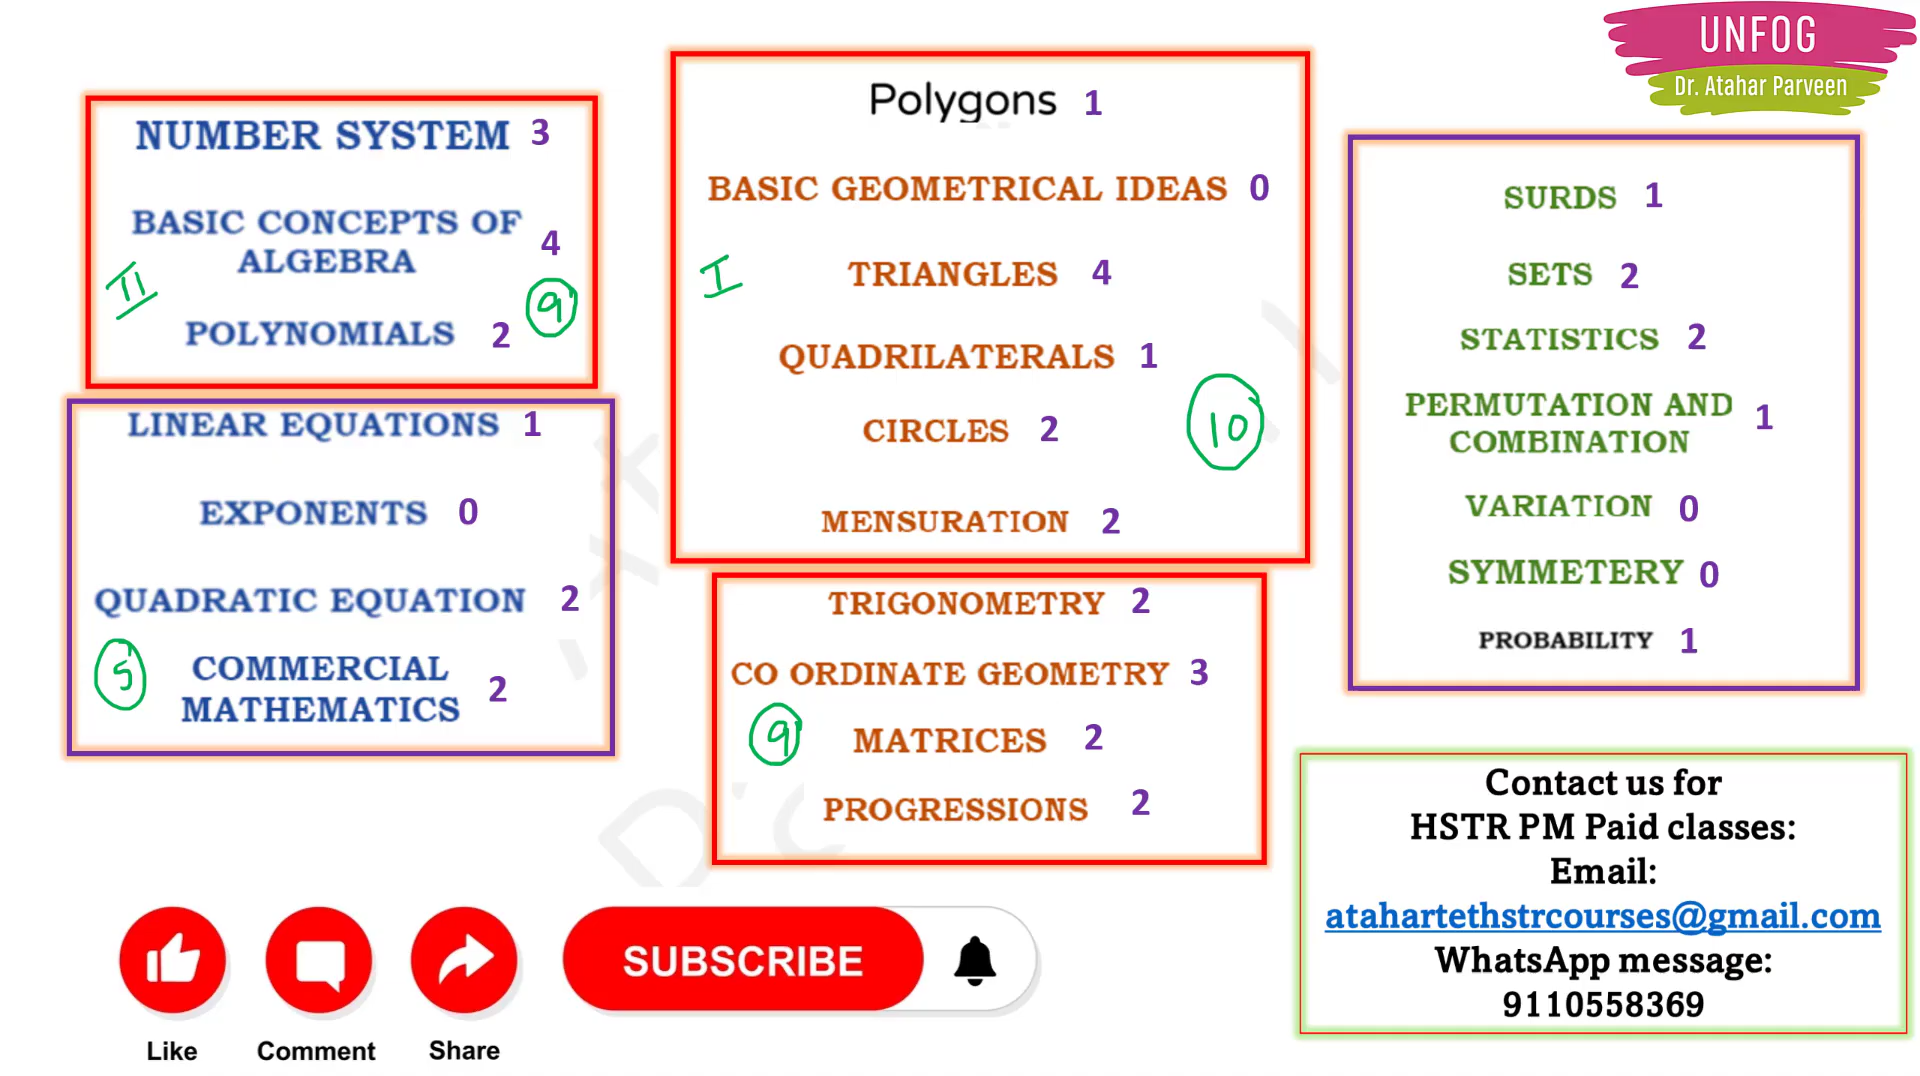 UNFOG
Dr. Atahar Parveen
NUMBER SYSTEM 3
BASIC CONCEPTS OF
ALGEBRA 4
II
9
POLYNOMIALS 2
LINEAR EQUATIONS 1
EXPONENTS 0
QUADRATIC EQUATION 2
5
COMMERCIAL
MATHEMATICS 2
Polygons 1
BASIC GEOMETRICAL IDEAS 0
I
TRIANGLES 4
QUADRILATERALS 1
10
CIRCLES 2
MENSURATION 2
TRIGONOMETRY 2
CO ORDINATE GEOMETRY 3
9
MATRICES 2
PROGRESSIONS 2
SURDS 1
SETS 2
STATISTICS 2
PERMUTATION AND
COMBINATION 1
VARIATION 0
SYMMETERY 0
PROBABILITY 1
Contact us for
HSTR PM Paid classes:
Email:
atahartethstrcourses@gmail.com
WhatsApp message:
9110558369
SUBSCRIBE
Like
Comment
Share